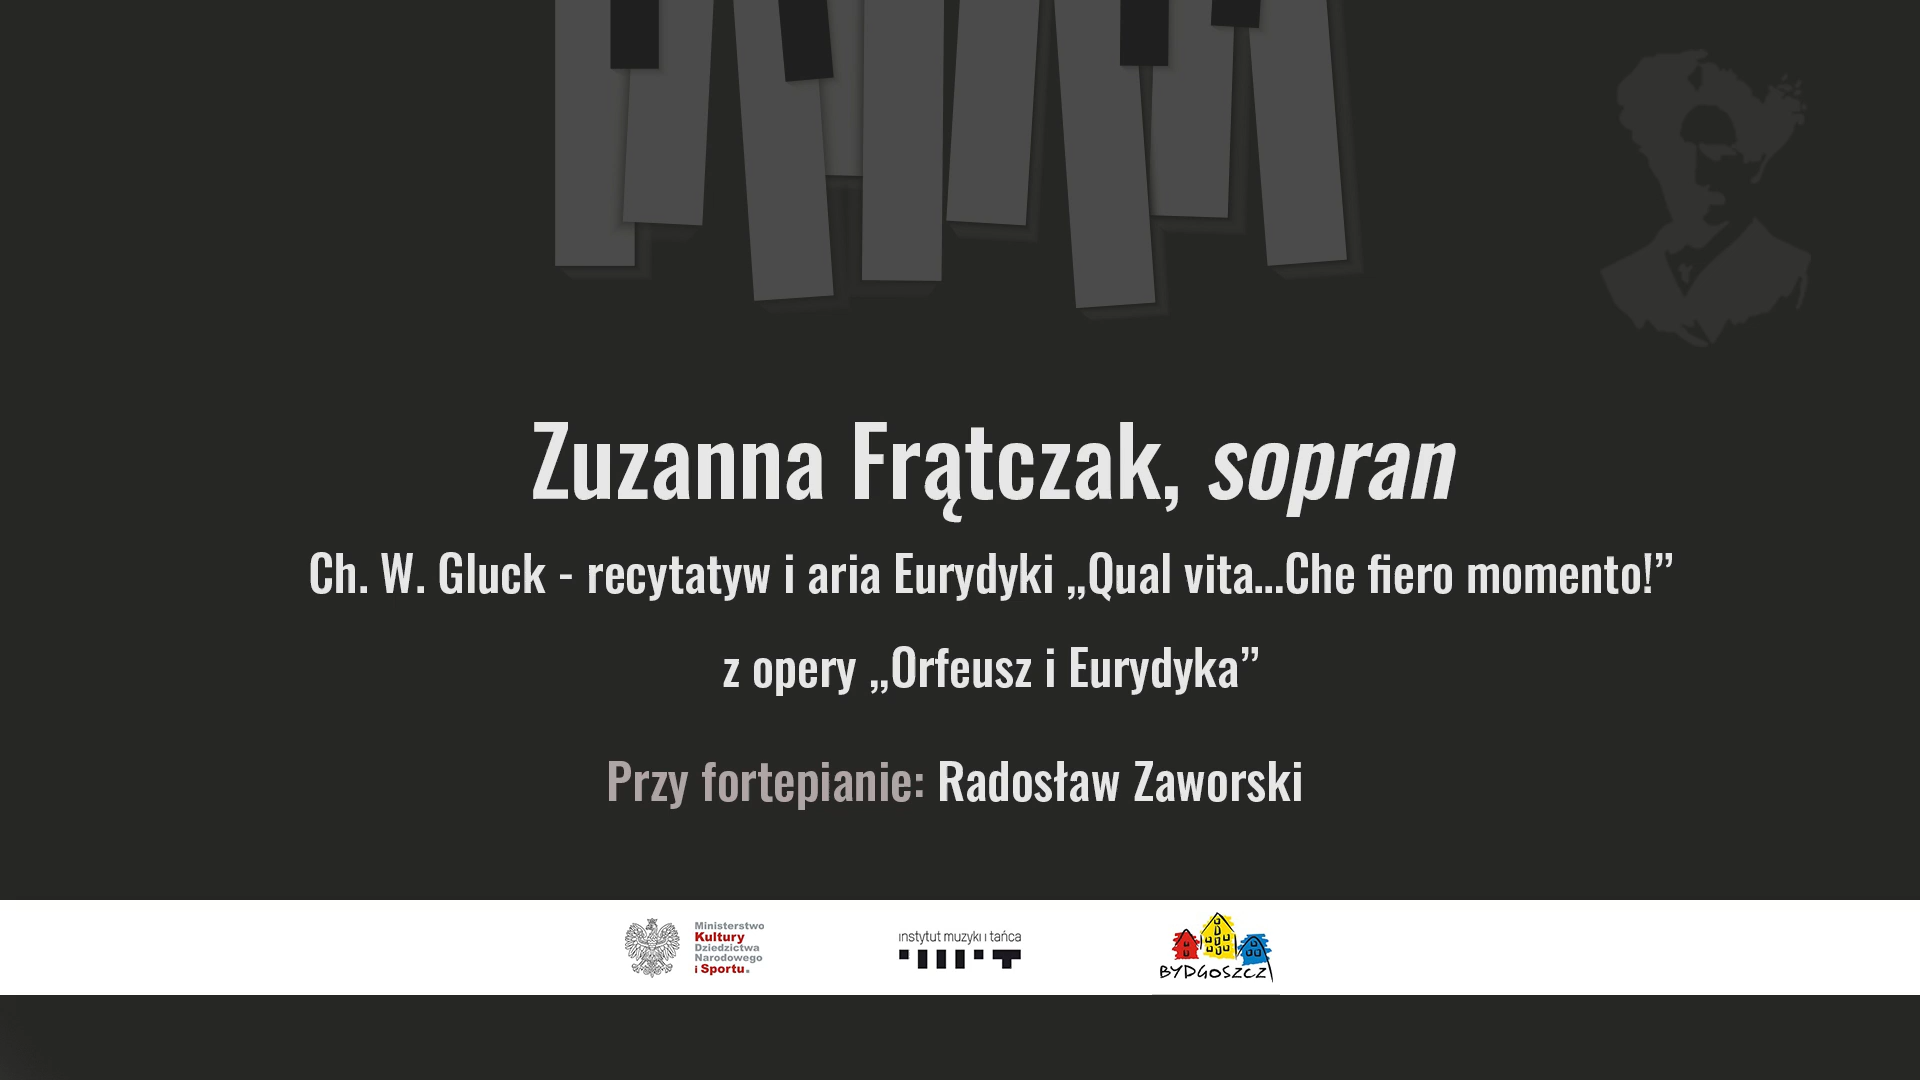 Zuzanna Frątczak, sopran
Ch. W. Gluck - recytatyw i aria Eurydyki „Qual vita...Che fiero momento!”
z opery „Orfeusz i Eurydyka”
Przy fortepianie: Radosław Zaworski
Ministerstwo
Kultury
Dziedzictwa
Narodowego
i Sportu.
instytut muzyki i tańca
BYDGOSZCZ